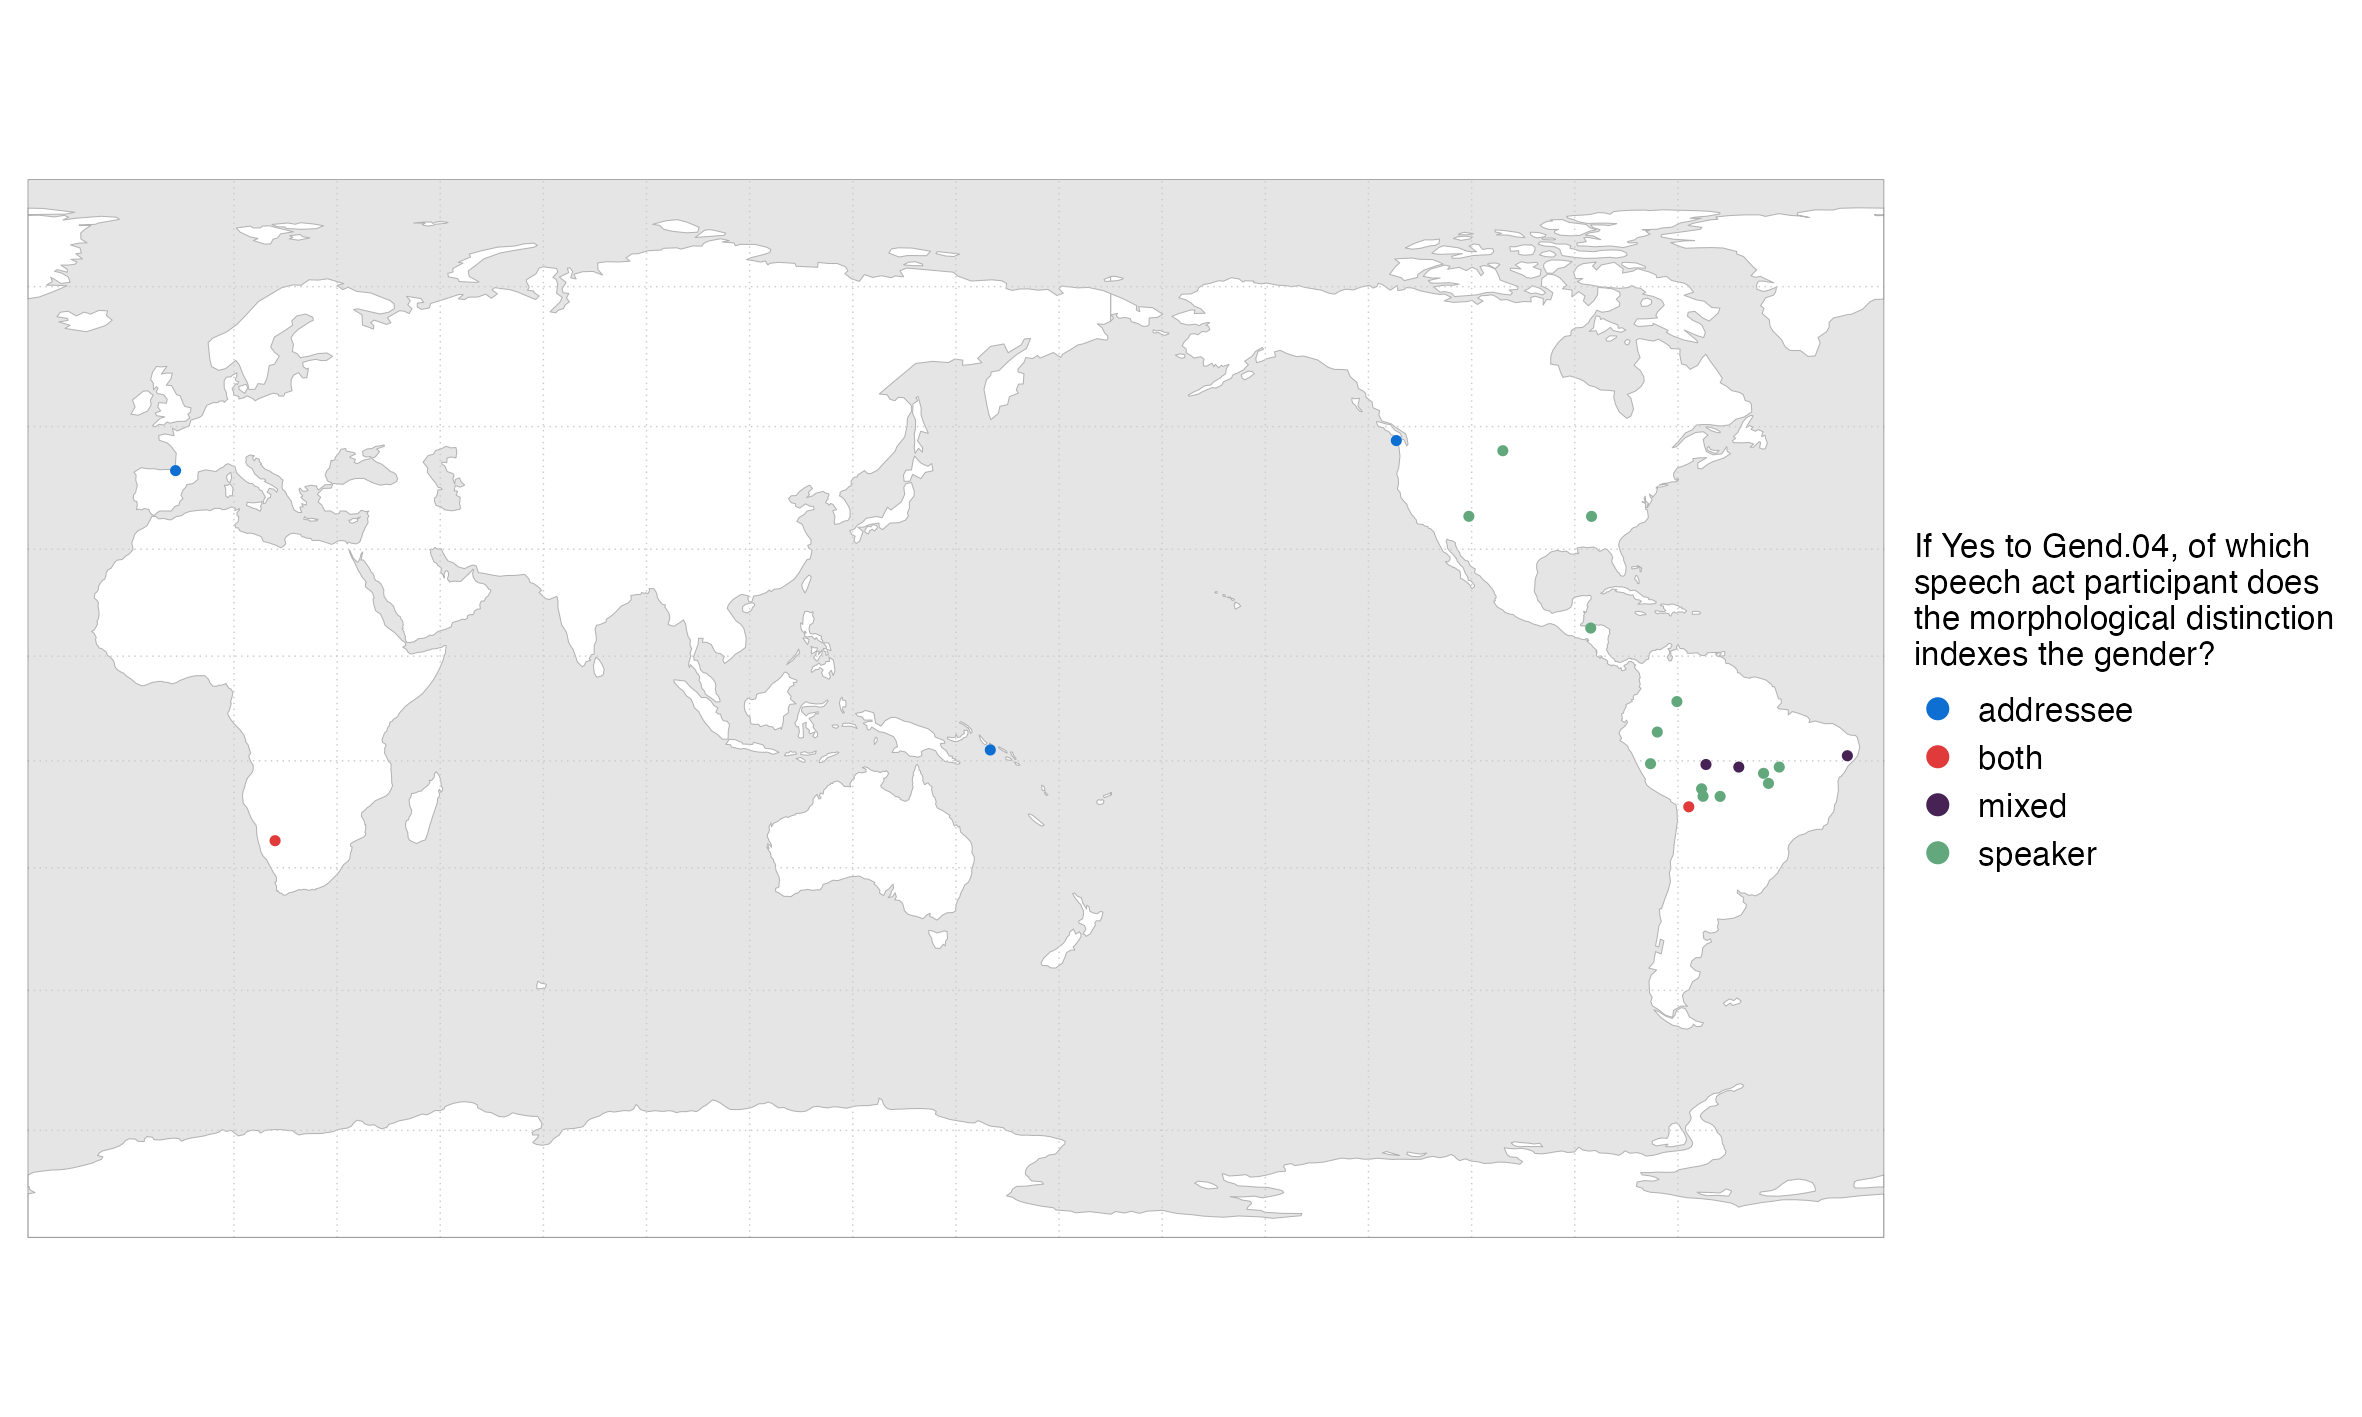 If Yes to Gend.04, of which
speech act participant does
the morphological distinction
indexes the gender?
addressee
both
mixed
speaker